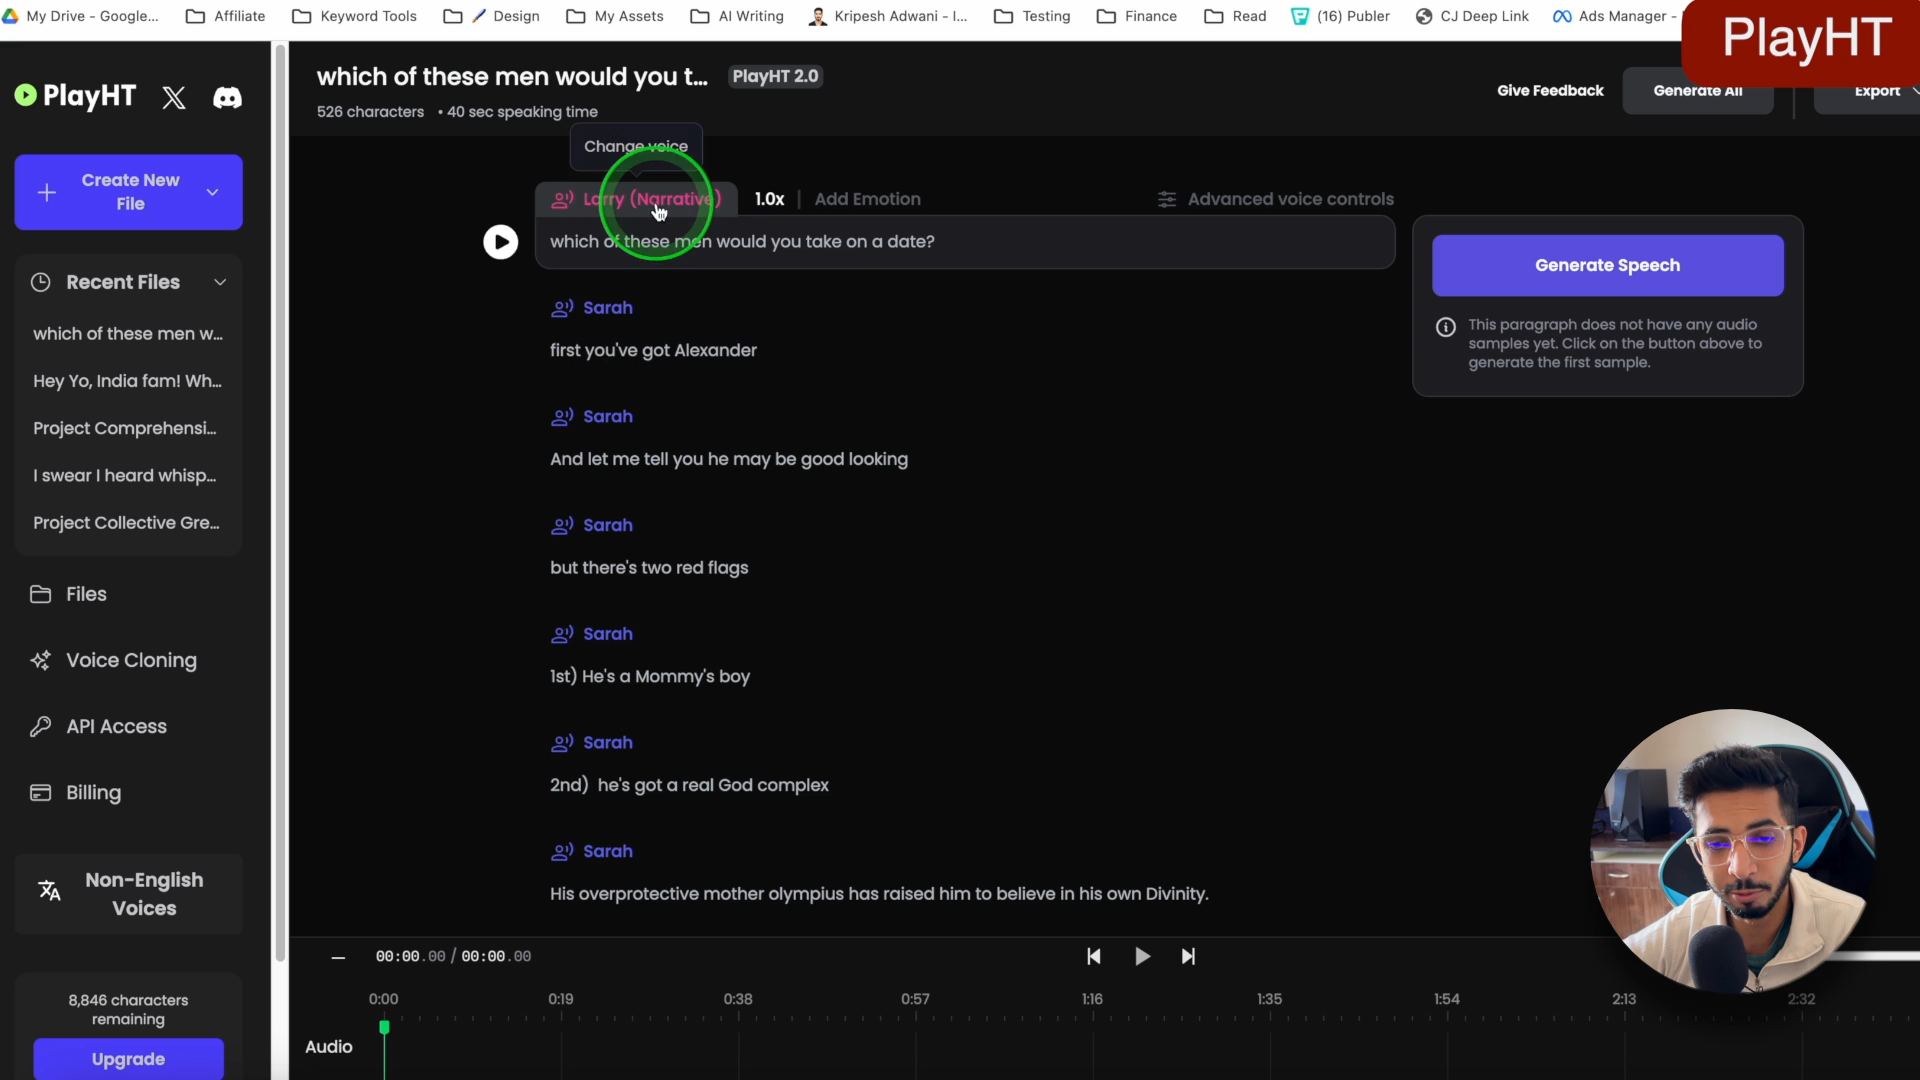 My Drive - Google...
Affiliate
Keyword Tools
Design
My Assets
AI Writing
Kripesh Adwani - I...
Testing
Finance
Read
(16) Publer
CJ Deep Link
Ads Manager -
PlayHT
PlayHT
which of these men would you t...
PlayHT 2.0
526 characters • 40 sec speaking time
Give Feedback
Generate All
Export
Create New
File
Change voice
Larry (Narrative)
1.0x
Add Emotion
Advanced voice controls
which of these men would you take on a date?
Generate Speech
This paragraph does not have any audio
samples yet. Click on the button above to
generate the first sample.
Recent Files
which of these men w...
Hey Yo, India fam! Wh...
Project Comprehensi...
I swear I heard whisp...
Project Collective Gre...
Sarah
first you've got Alexander
Sarah
And let me tell you he may be good looking
Sarah
but there's two red flags
Sarah
1st) He's a Mommy's boy
Sarah
2nd)  he's got a real God complex
Sarah
His overprotective mother olympius has raised him to believe in his own Divinity.
Files
Voice Cloning
API Access
Billing
Non-English
Voices
8,846 characters
remaining
Upgrade
00:00.00 / 00:00.00
0:00
0:19
0:38
0:57
1:16
1:35
1:54
2:13
2:32
Audio